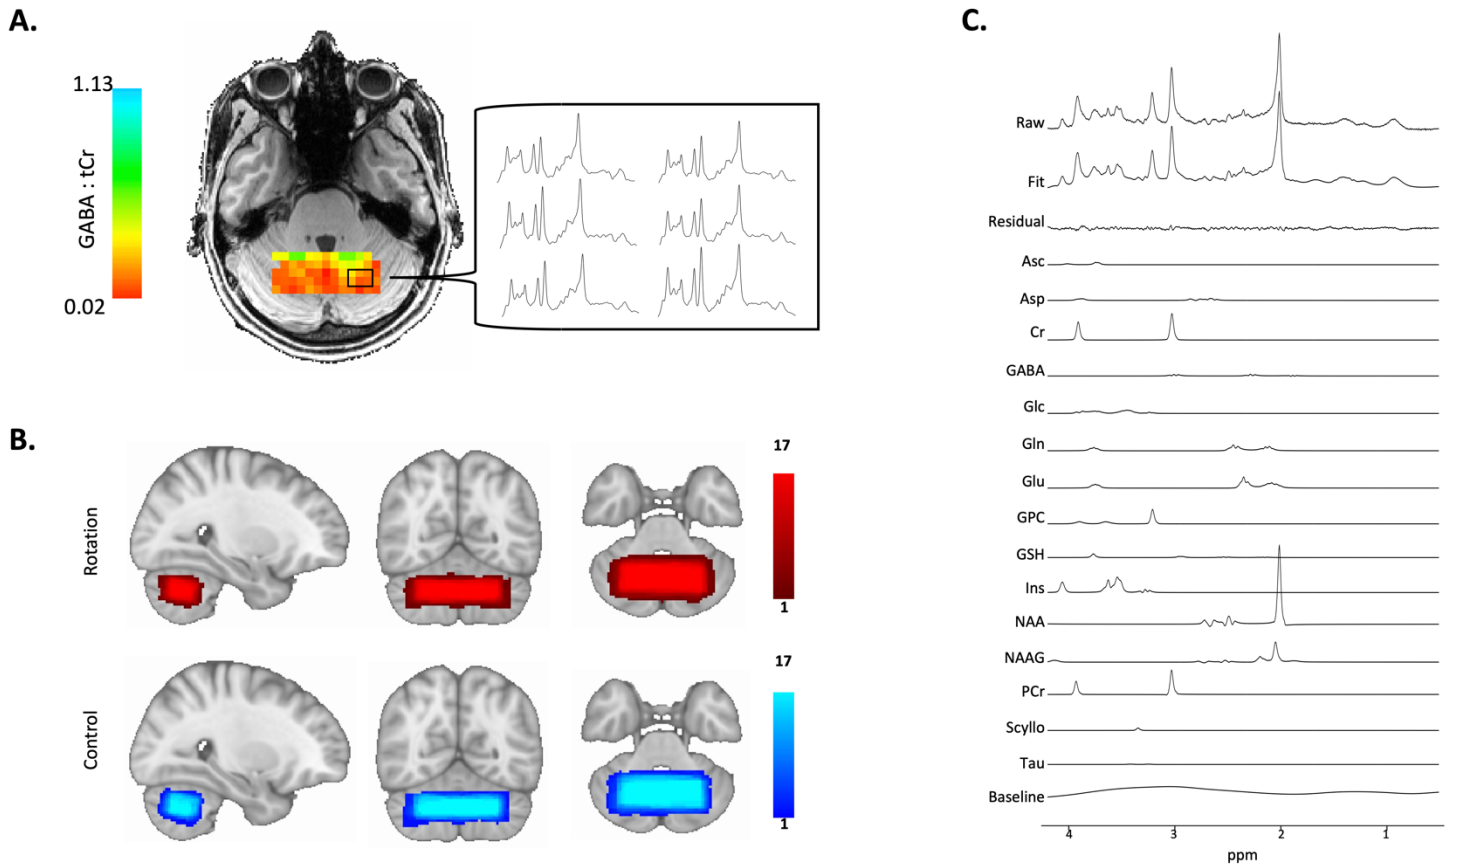 A.
1.13
GABA : tCr
0.02
B.
Rotation
17
1
Control
17
1
C.
Raw
Fit
Residual
Asc
Asp
Cr
GABA
Glc
Gln
Glu
GPC
GSH
Ins
NAA
NAAG
PCr
Scyllo
Tau
Baseline
4 3 2 1
ppm